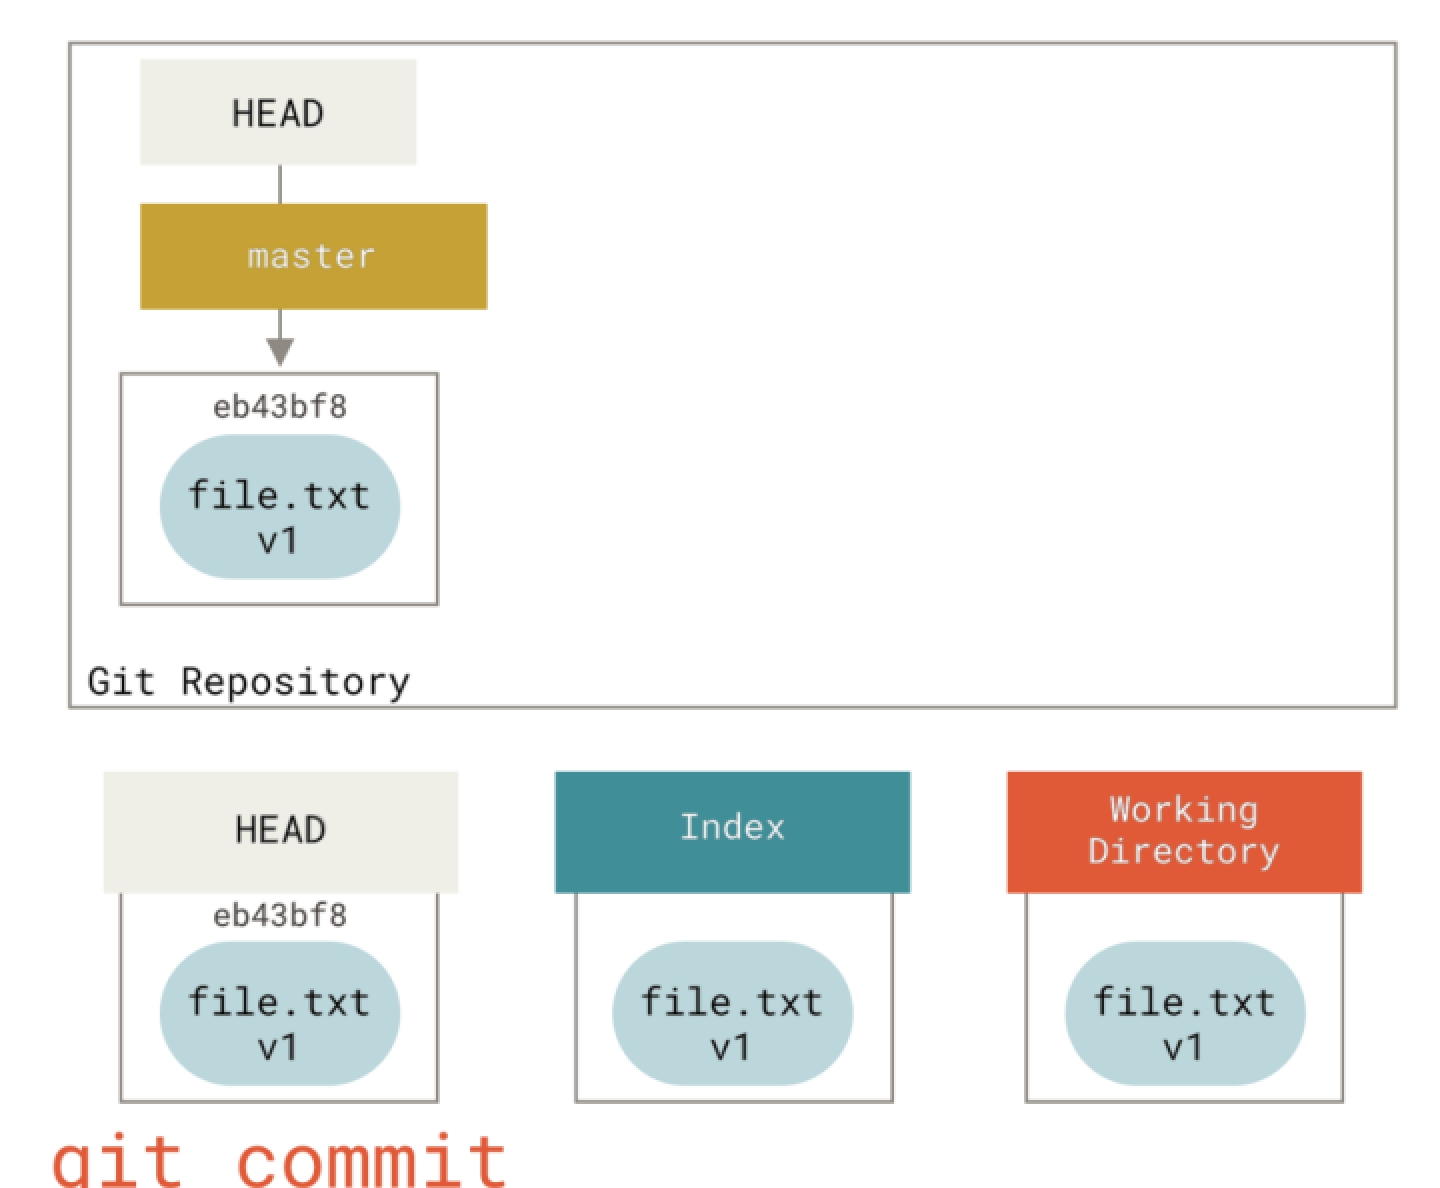 HEAD
master
eb43bf8
file.txt
v1
Git Repository
HEAD
eb43bf8
file.txt
v1
Index
file.txt
v1
Working
Directory
file.txt
v1
git commit